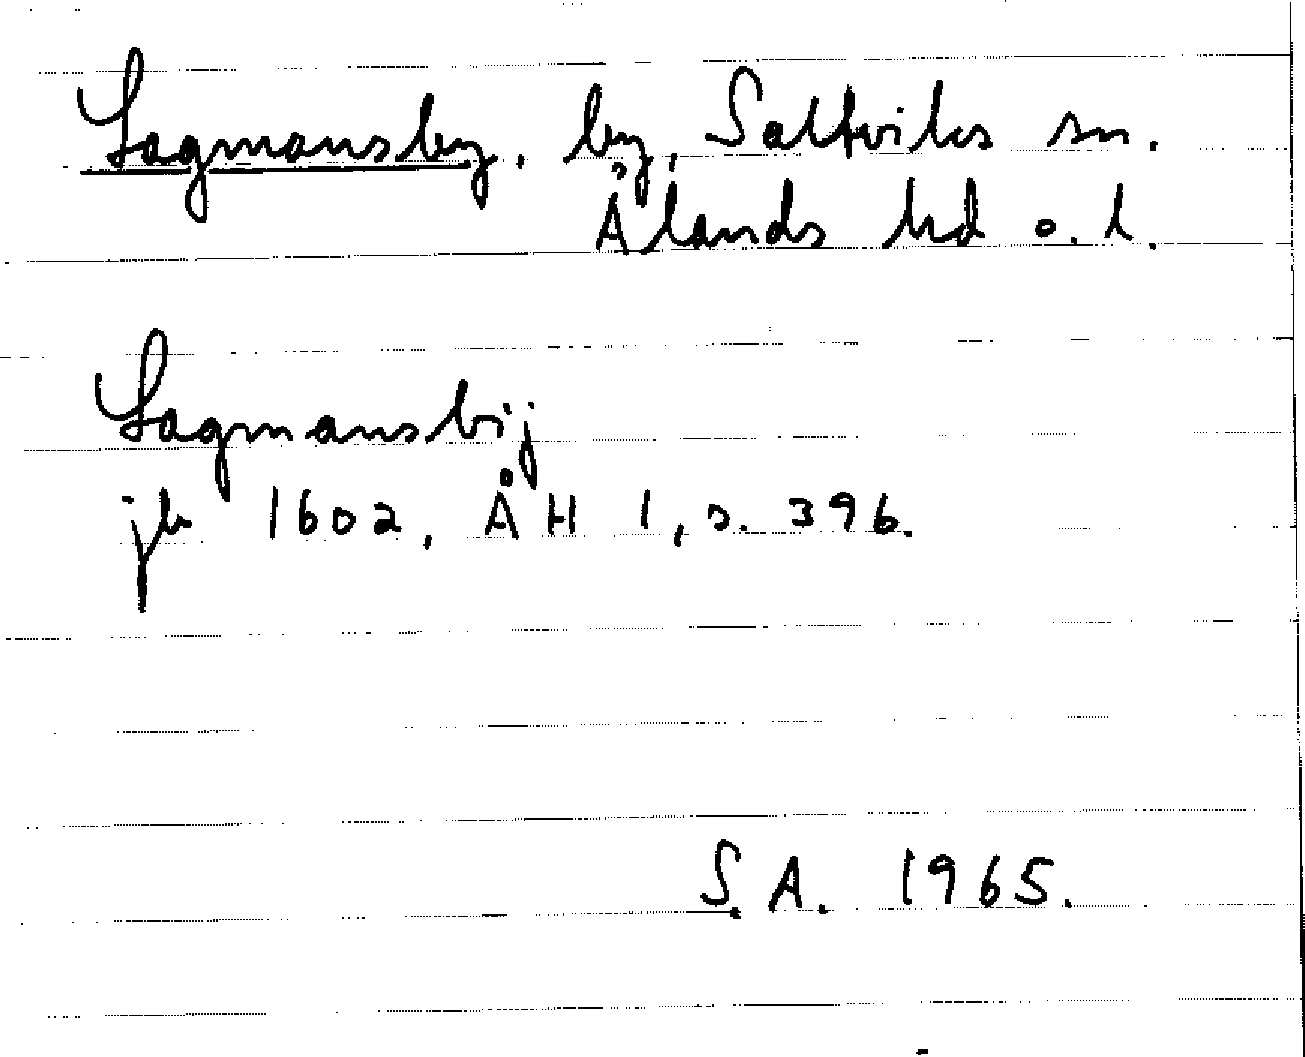 Lagmansby, by, Saltviks sn.
Ålands hd o. l.
Lagmansbij
jb 1602, ÅH 1, s. 396.
S.A. 1965.